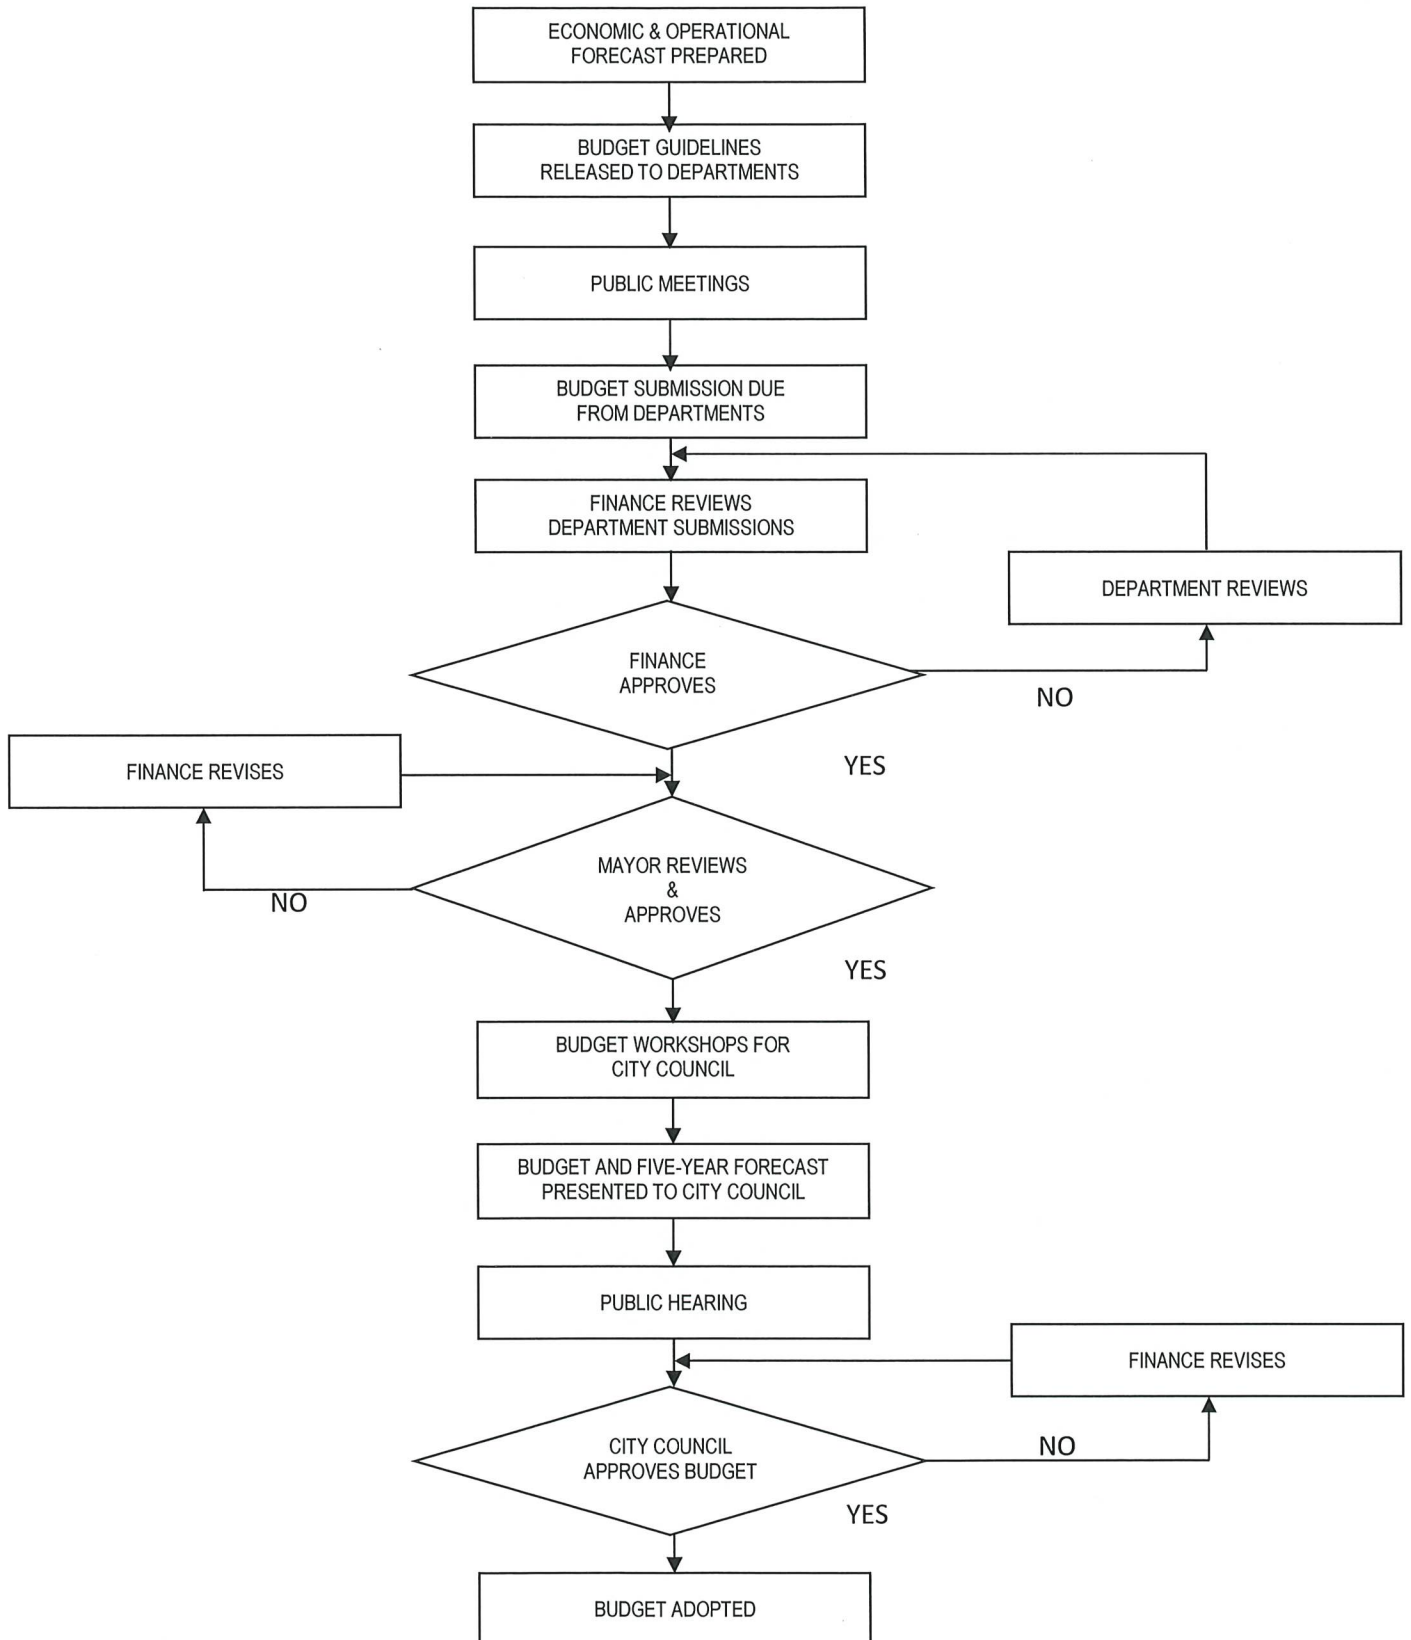 ECONOMIC & OPERATIONAL
FORECAST PREPARED
BUDGET GUIDELINES
RELEASED TO DEPARTMENTS
PUBLIC MEETINGS
BUDGET SUBMISSION DUE
FROM DEPARTMENTS
FINANCE REVIEWS
DEPARTMENT SUBMISSIONS
DEPARTMENT REVIEWS
FINANCE
APPROVES
NO
YES
FINANCE REVISES
MAYOR REVIEWS
&
APPROVES
NO
YES
BUDGET WORKSHOPS FOR
CITY COUNCIL
BUDGET AND FIVE-YEAR FORECAST
PRESENTED TO CITY COUNCIL
PUBLIC HEARING
FINANCE REVISES
CITY COUNCIL
APPROVES BUDGET
NO
YES
BUDGET ADOPTED